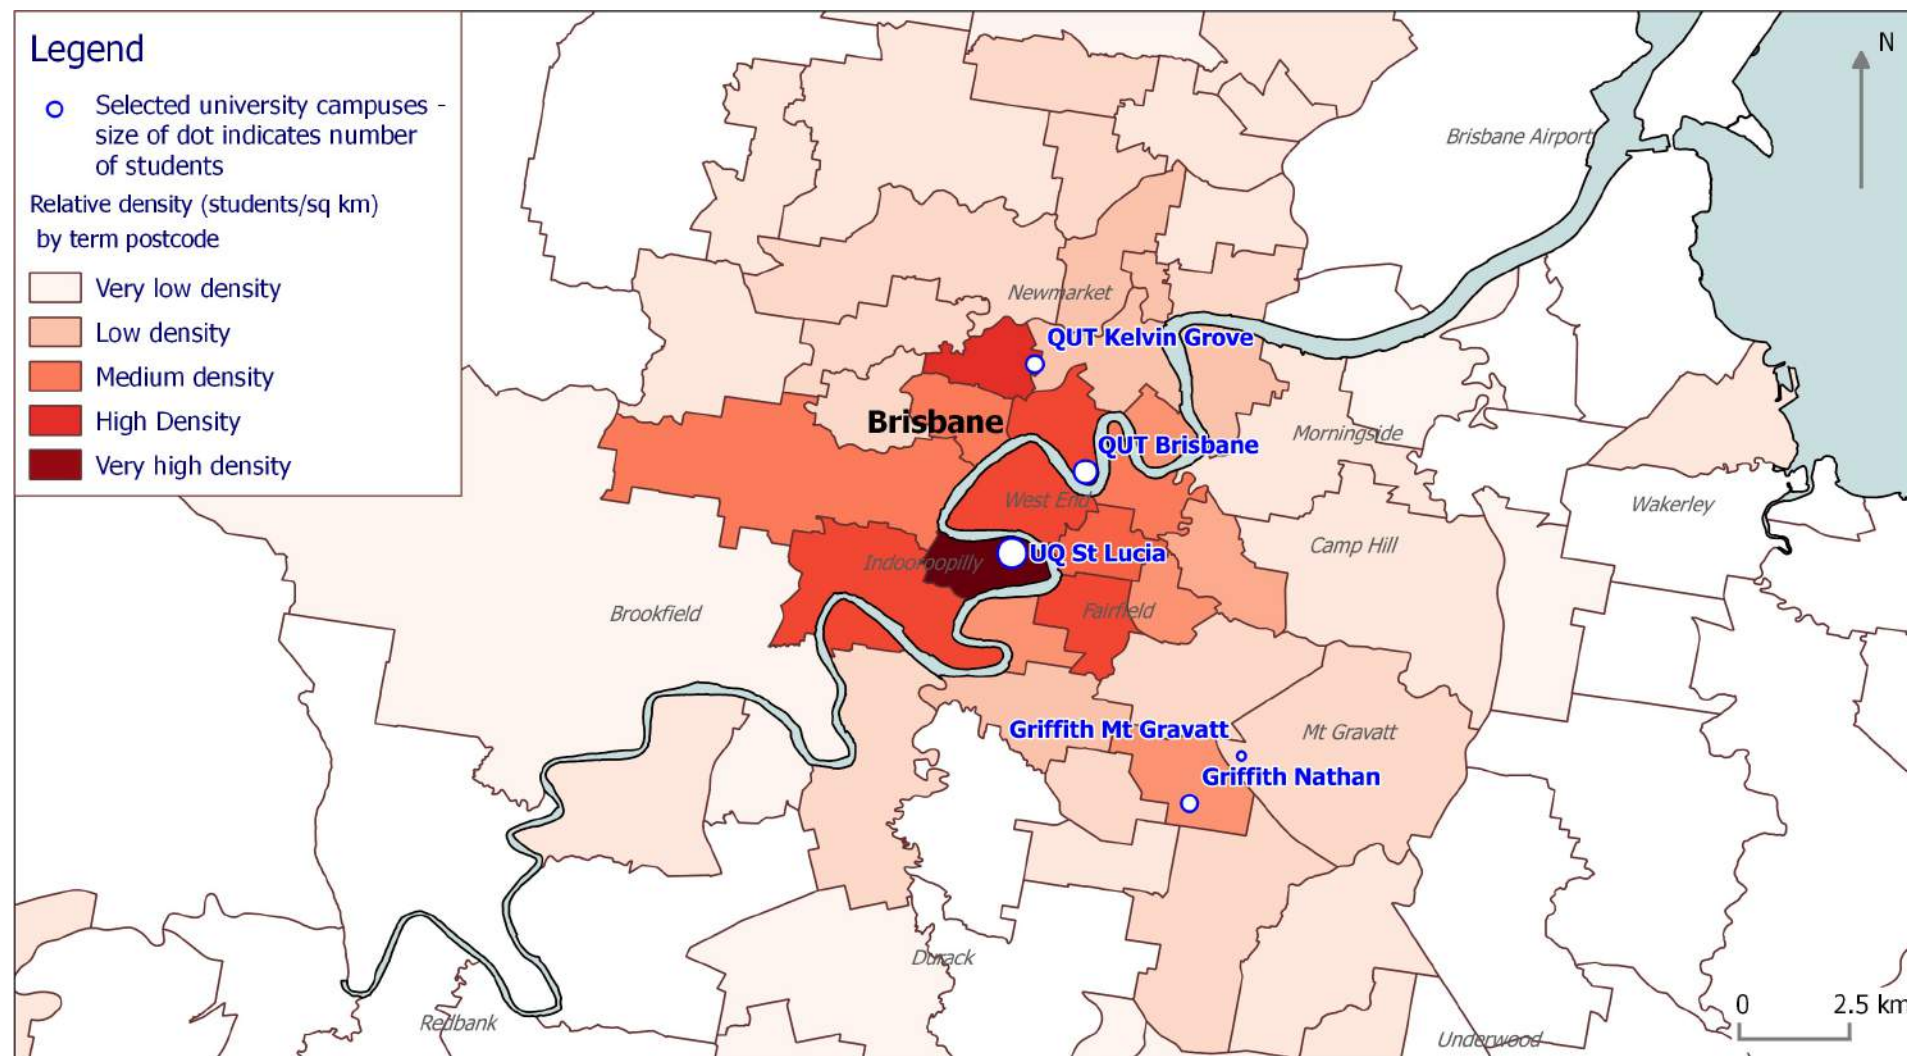 Legend
Selected university campuses -
size of dot indicates number
of students
Relative density (students/sq km)
by term postcode
Very low density
Low density
Medium density
High Density
Very high density
N
Brisbane Airport
Newmarket
QUT Kelvin Grove
Brisbane
QUT Brisbane
Morningside
West End
Wakerley
Camp Hill
UQ St Lucia
Indooroopilly
Brookfield
Fairfield
Griffith Mt Gravatt
Mt Gravatt
Griffith Nathan
Durack
Redbank
Underwood
0 2.5 km